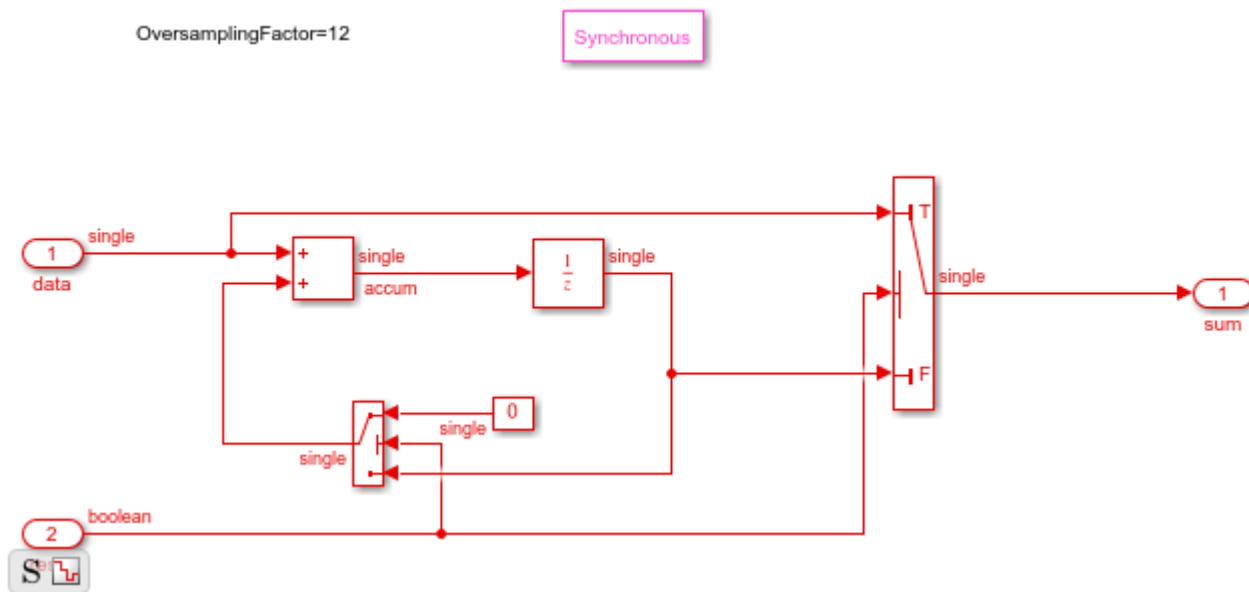 OversamplingFactor=12
Synchronous
T
single
1
data
+
+
single
accum
1
z
single
single
1
sum
F
0
single
single
boolean
2
S